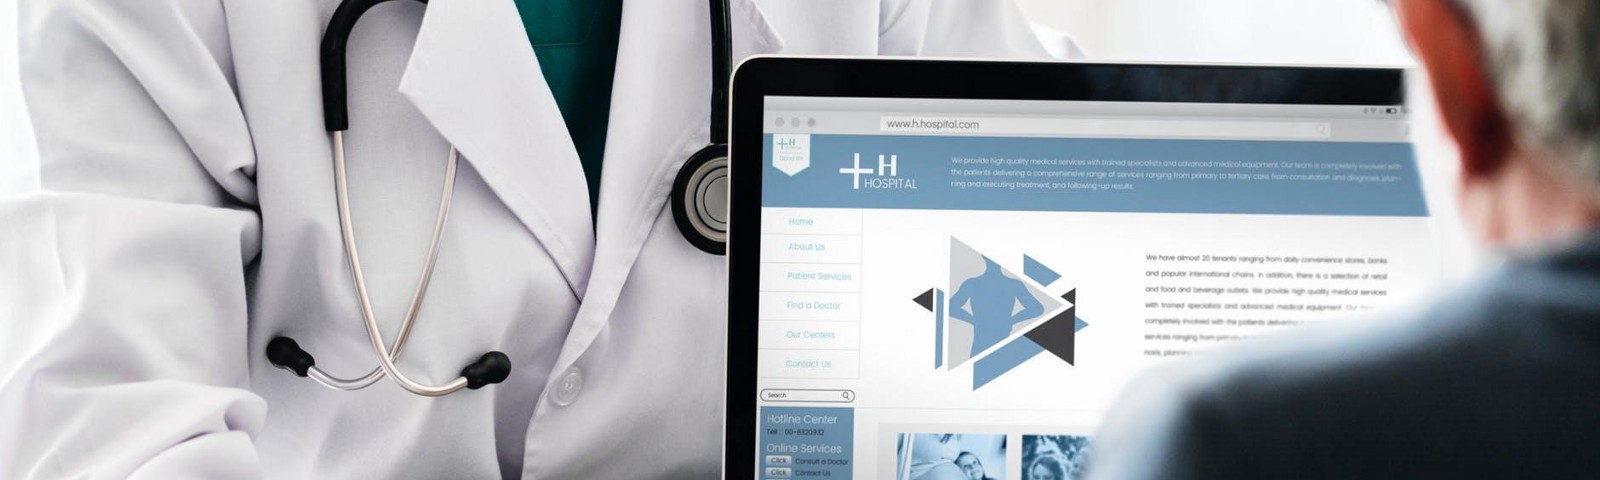 www.h.hospital.com
H
HOSPITAL
We provide high quality medical services with trained specialists and advanced medical equipment. Our team is completely involved with
the patients delivering a comprehensive range of services ranging from primary to tertiary care, from consultation and diagnosis, plan-
ning and executing treatment, and following-up results.
Home
About Us
Patient Services
Find a Doctor
Our Centers
Contact Us
Search
Hotline Center
Tell : 00-6320932
Online Services
Click Consult a Doctor
Click Contact Us
We have almost 20 tenants ranging from daily convenience stores, banks
and popular international chains. In addition, there is a selection of retail
and food and beverage outlets. We provide high quality medical services
with trained specialists and advanced medical equipment. Our
completely involved with the patients delivering
services ranging from primary
nosis, planning